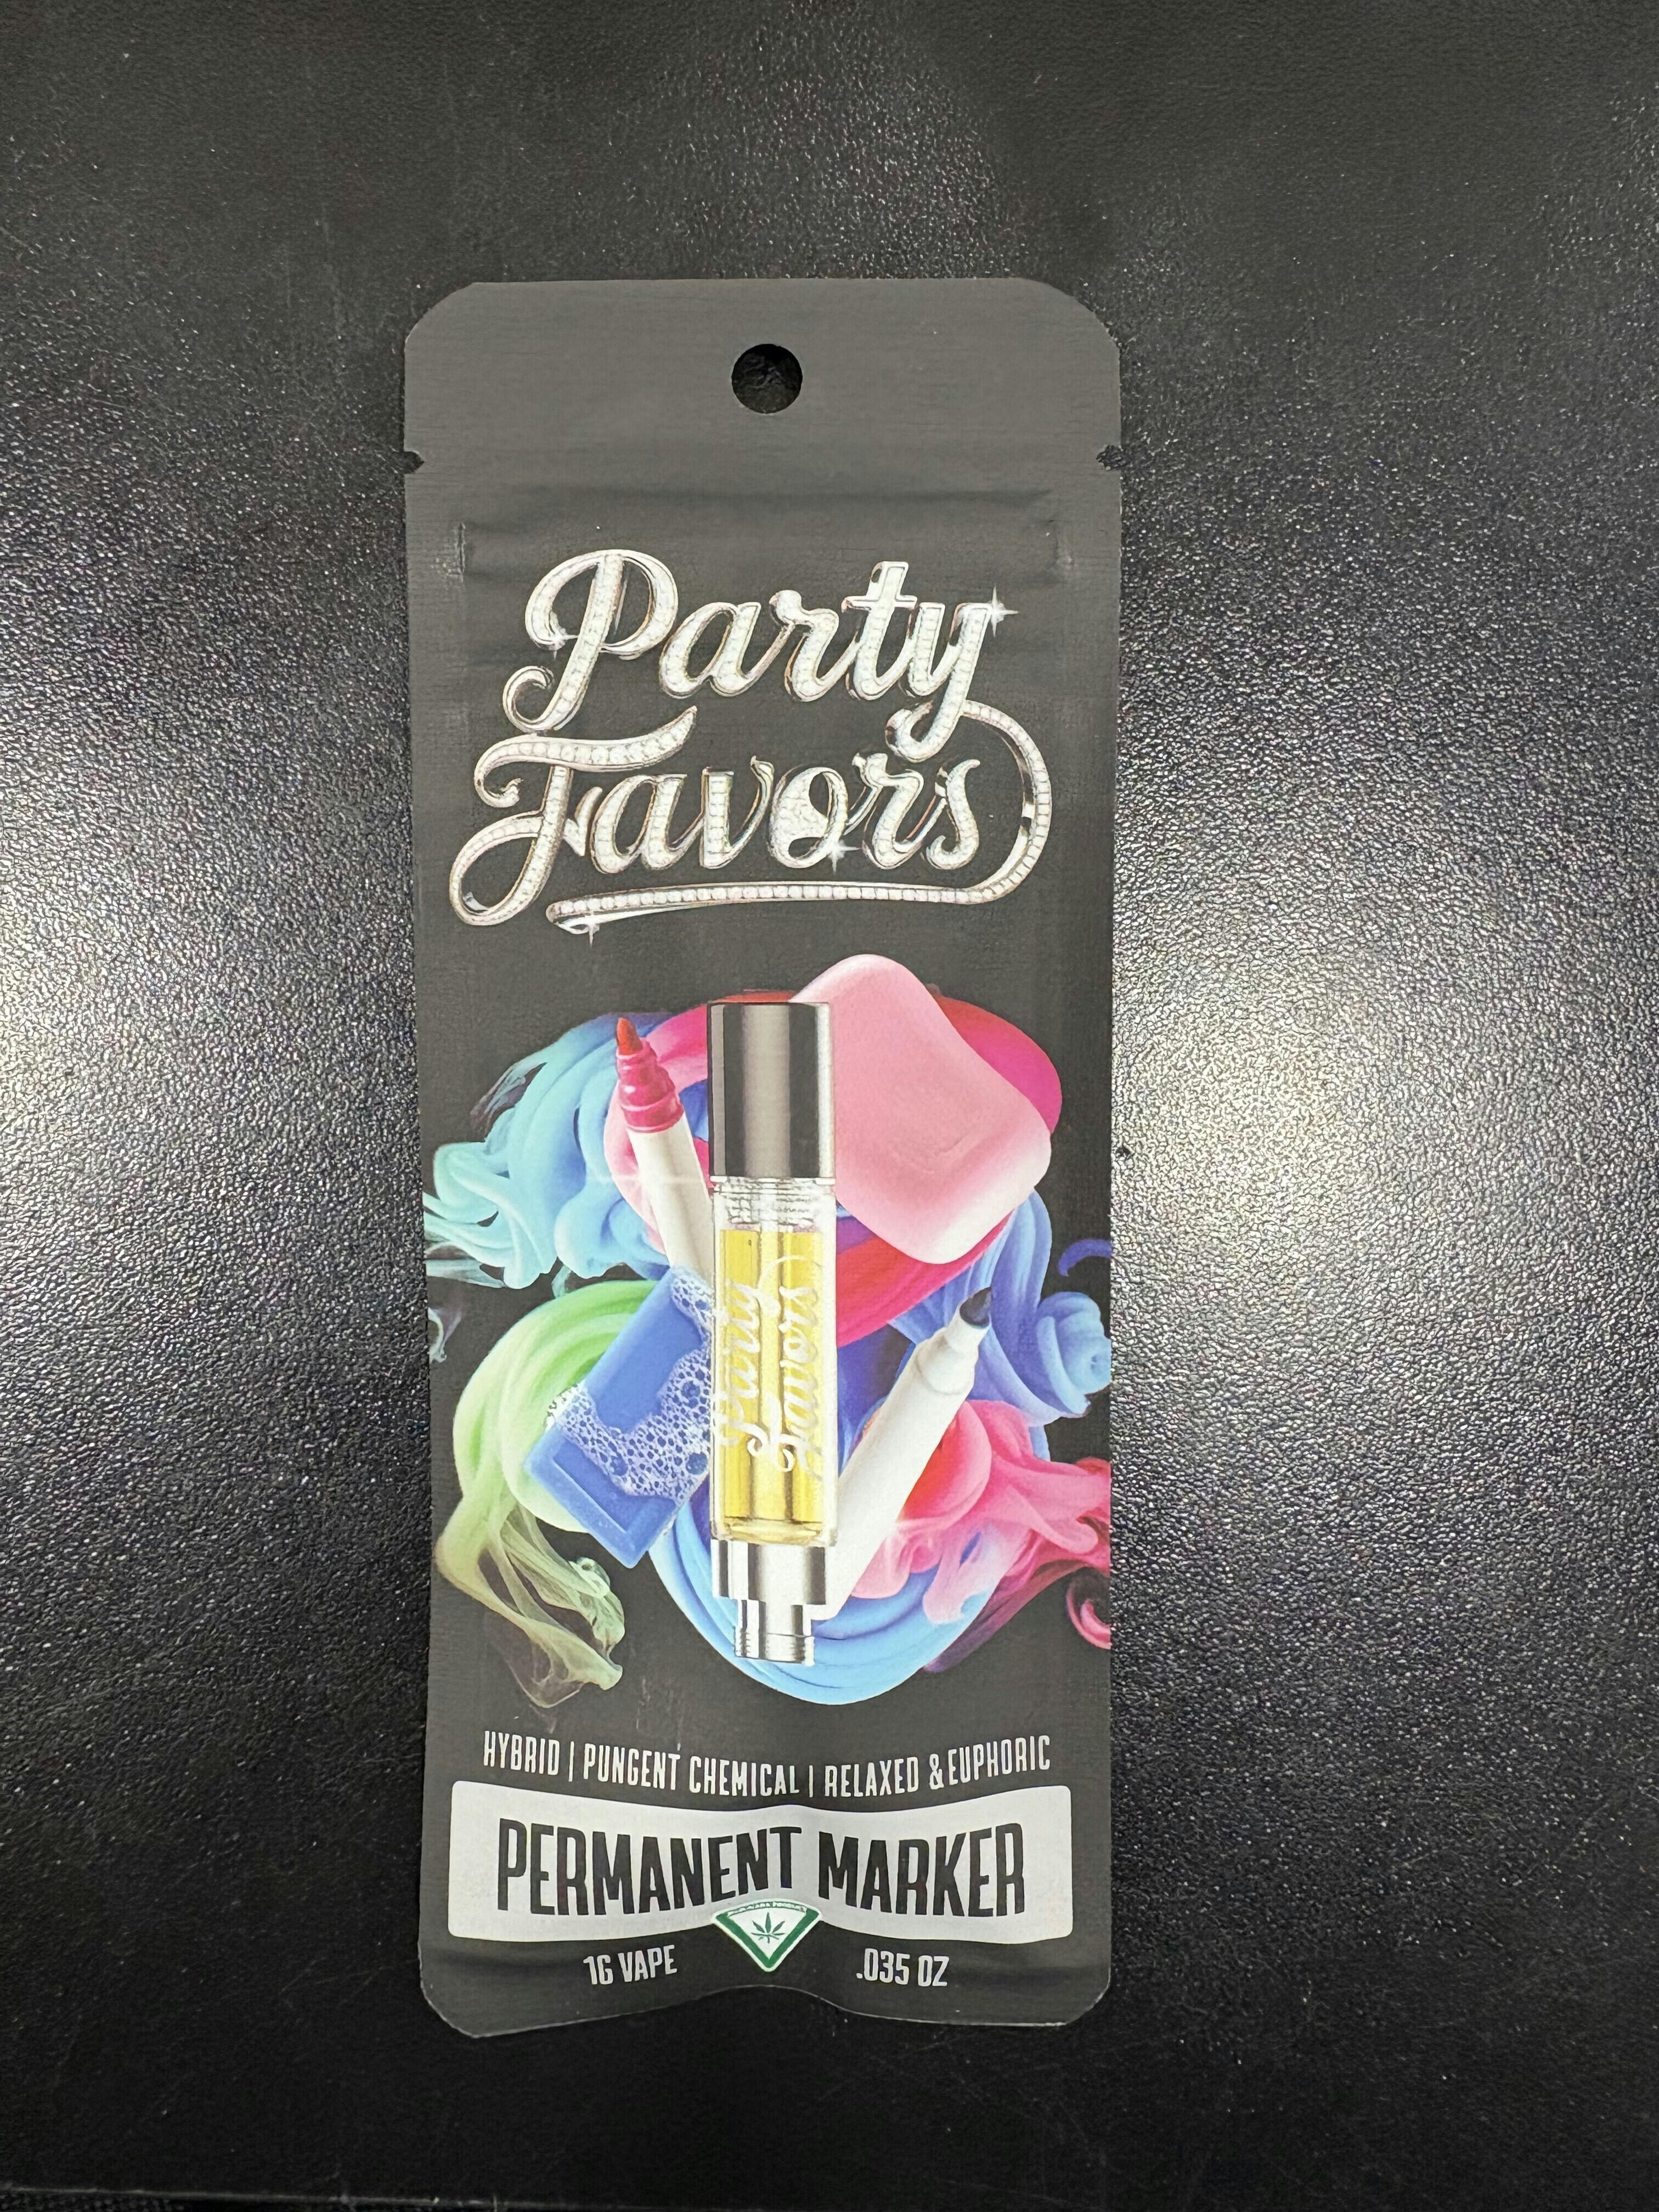 Party
Favors
Party
Favors
HYBRID | PUNGENT CHEMICAL | RELAXED & EUPHORIC
PERMANENT MARKER
1G VAPE
.035 OZ